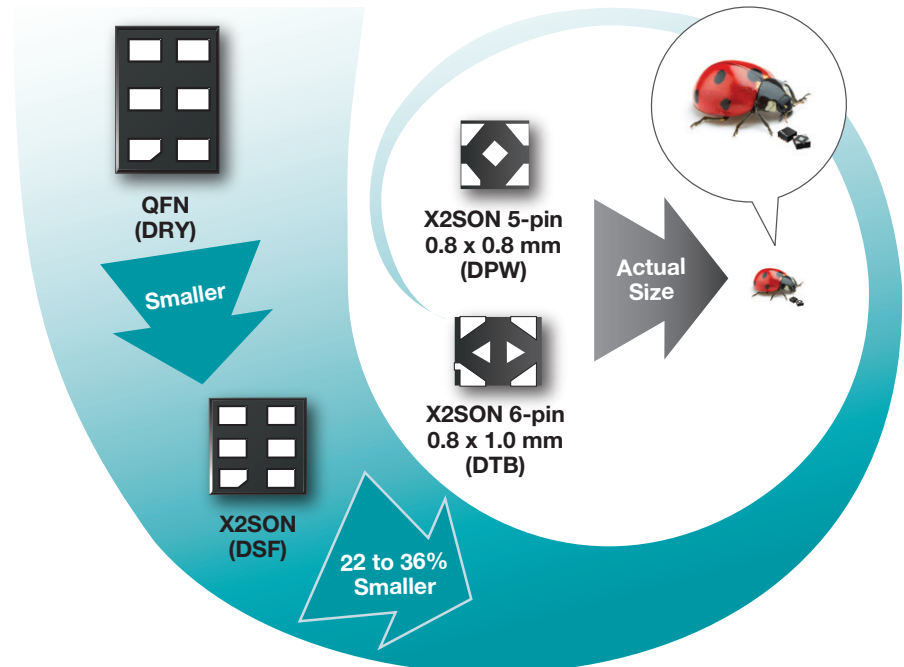 QFN
(DRY)
Smaller
X2SON
(DSF)
22 to 36%
Smaller
X2SON 5-pin
0.8 x 0.8 mm
(DPW)
X2SON 6-pin
0.8 x 1.0 mm
(DTB)
Actual
Size